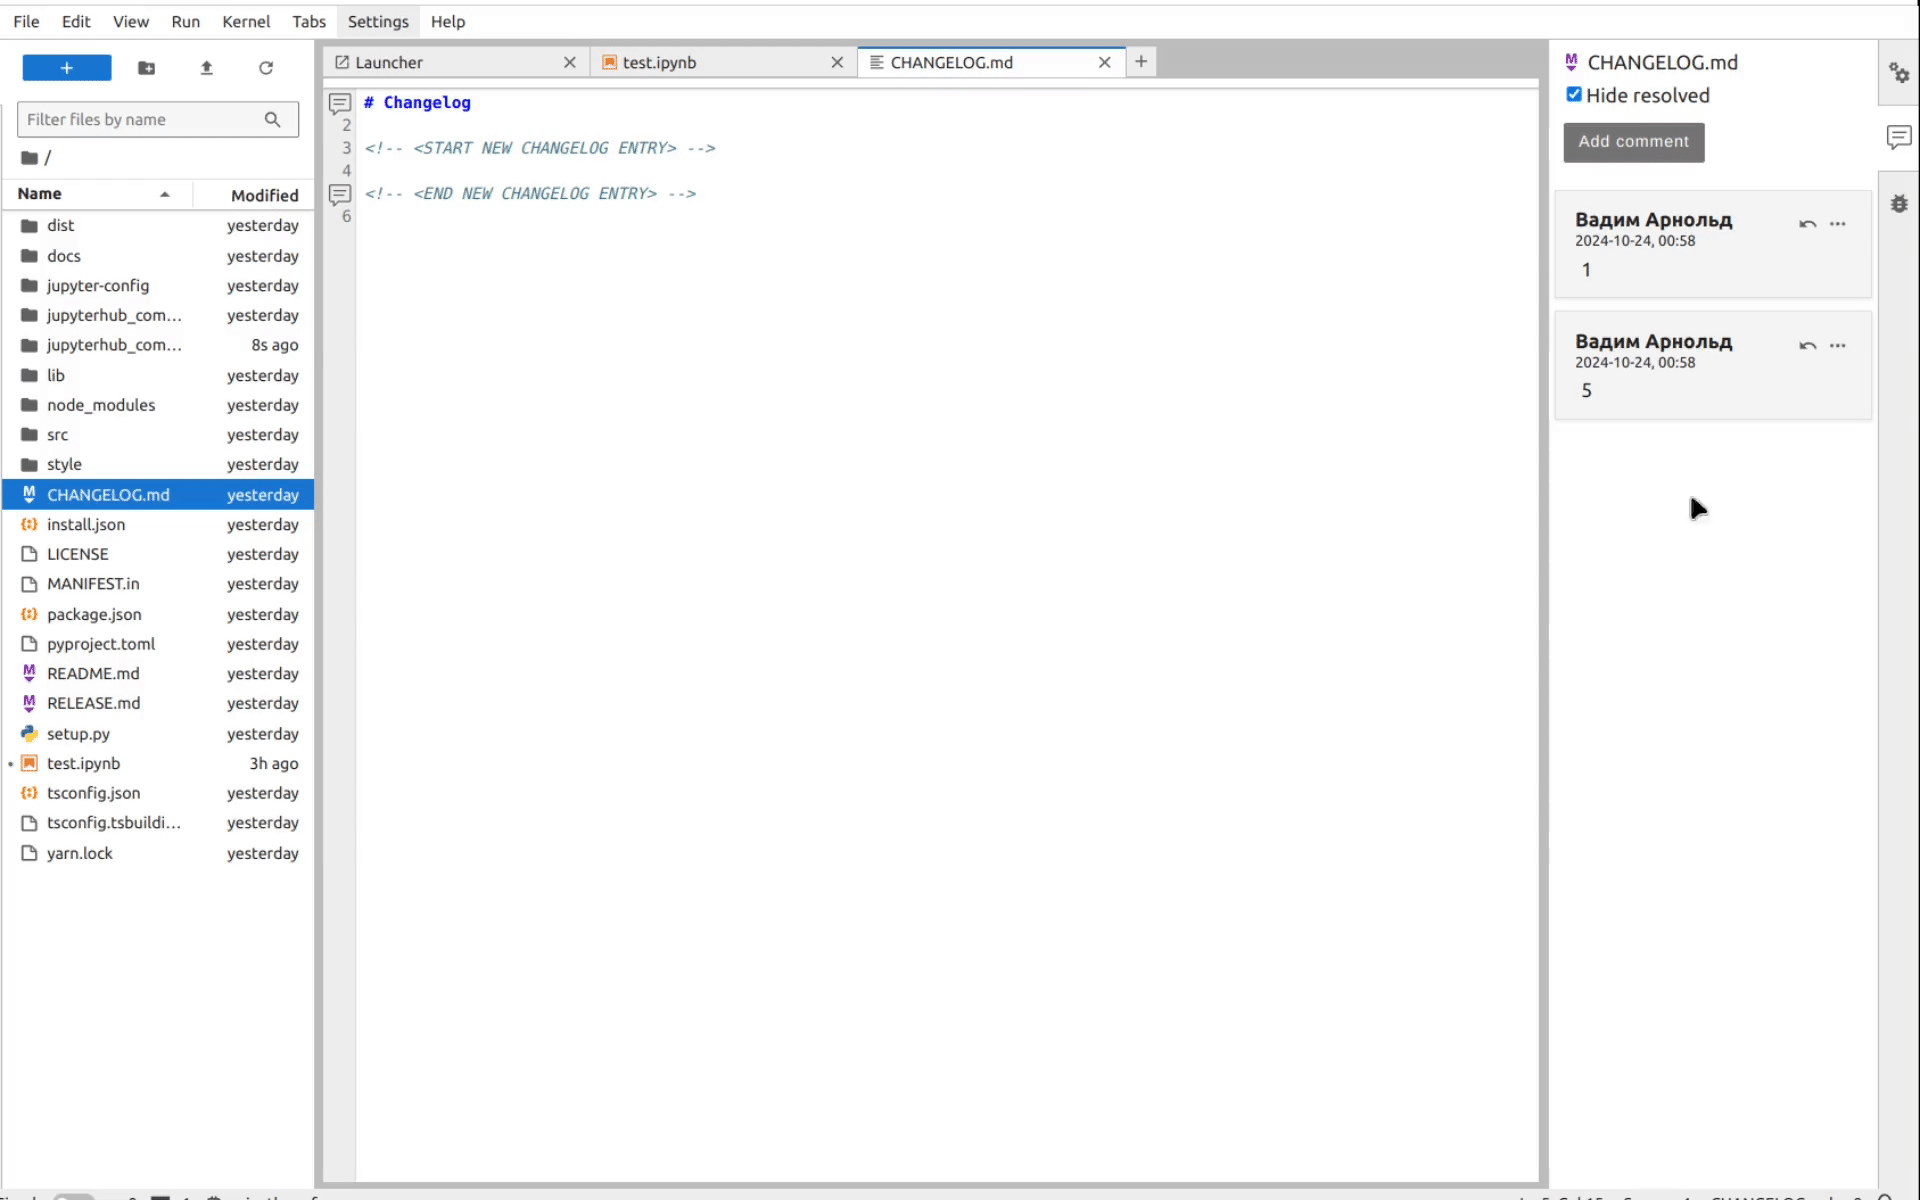 File Edit View Run Kernel Tabs Settings Help
+
Filter files by name
/
Name Modified
dist yesterday
docs yesterday
jupyter-config yesterday
jupyterhub_com... yesterday
jupyterhub_com... 8s ago
lib yesterday
node_modules yesterday
src yesterday
style yesterday
CHANGELOG.md yesterday
install.json yesterday
LICENSE yesterday
MANIFEST.in yesterday
package.json yesterday
pyproject.toml yesterday
README.md yesterday
RELEASE.md yesterday
setup.py yesterday
test.ipynb 3h ago
tsconfig.json yesterday
tsconfig.tsbuildi... yesterday
yarn.lock yesterday
Launcher test.ipynb CHANGELOG.md +
# Changelog
2
3 <!-- <START NEW CHANGELOG ENTRY> -->
4
<!-- <END NEW CHANGELOG ENTRY> -->
6
CHANGELOG.md
Hide resolved
Add comment
Вадим Арнольд
2024-10-24, 00:58
1
Вадим Арнольд
2024-10-24, 00:58
5